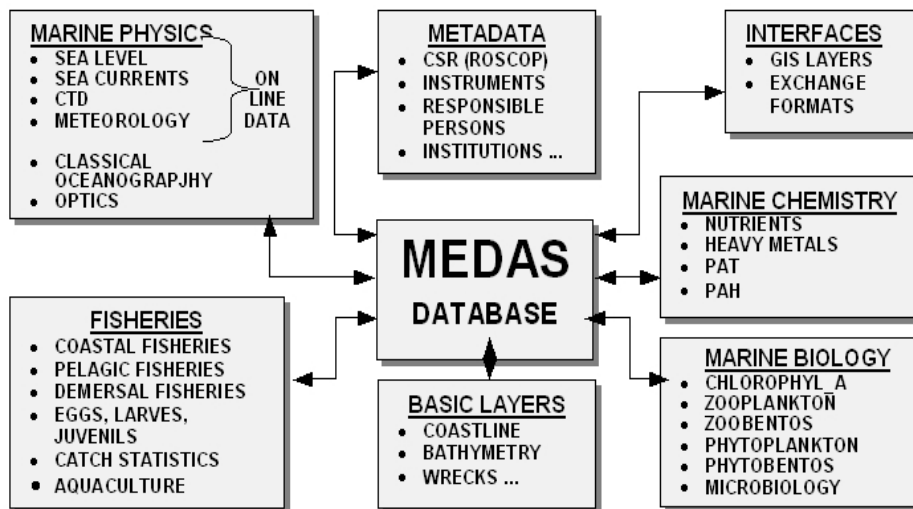 MARINE PHYSICS
• SEA LEVEL
• SEA CURRENTS
• CTD
• METEOROLOGY
ON
LINE
DATA
• CLASSICAL
OCEANOGRAPJHY
• OPTICS
METADATA
• CSR (ROSCOP)
• INSTRUMENTS
• RESPONSIBLE
PERSONS
• INSTITUTIONS ...
INTERFACES
• GIS LAYERS
• EXCHANGE
FORMATS
MEDAS
DATABASE
MARINE CHEMISTRY
• NUTRIENTS
• HEAVY METALS
• PAT
• PAH
FISHERIES
• COASTAL FISHERIES
• PELAGIC FISHERIES
• DEMERSAL FISHERIES
• EGGS, LARVES,
JUVENILS
• CATCH STATISTICS
• AQUACULTURE
BASIC LAYERS
• COASTLINE
• BATHYMETRY
• WRECKS ...
MARINE BIOLOGY
• CHLOROPHYL_A
• ZOOPLANKTON
• ZOOBENTOS
• PHYTOPLANKTON
• PHYTOBENTOS
• MICROBIOLOGY